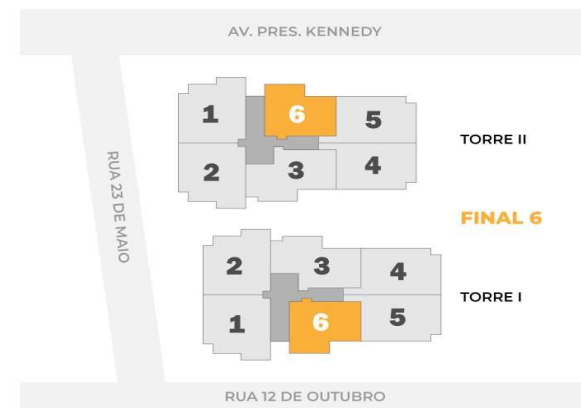 AV. PRES. KENNEDY
1
6
5
TORRE II
2
3
4
RUA 23 DE MAIO
FINAL 6
2
3
4
TORRE I
1
6
5
RUA 12 DE OUTUBRO